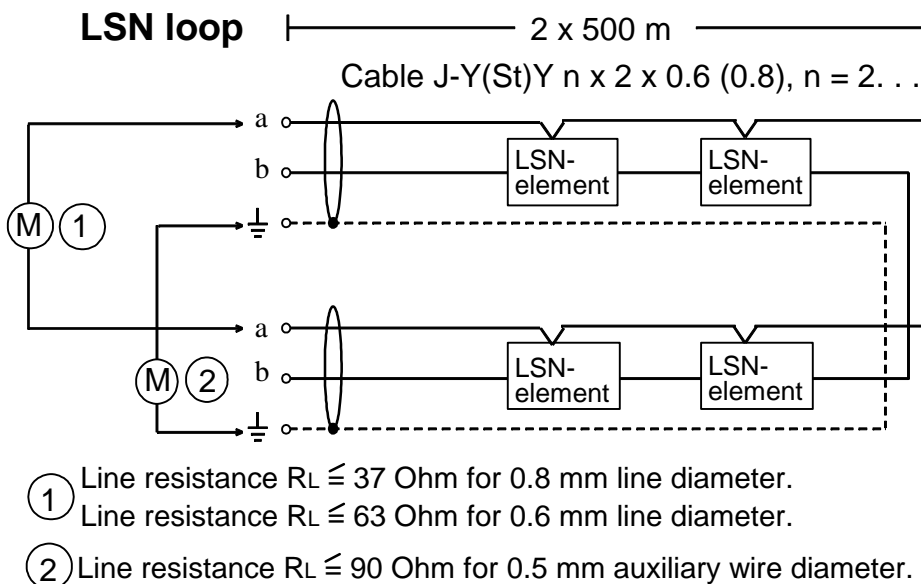 LSN loop
2 x 500 m
Cable J-Y(St)Y n x 2 x 0.6 (0.8), n = 2. . .
a
b
LSN-
element
LSN-
element
M
1
a
b
LSN-
element
LSN-
element
M
2
1
Line resistance RL ≦ 37 Ohm for 0.8 mm line diameter.
Line resistance RL ≦ 63 Ohm for 0.6 mm line diameter.
2 Line resistance RL ≦ 90 Ohm for 0.5 mm auxiliary wire diameter.